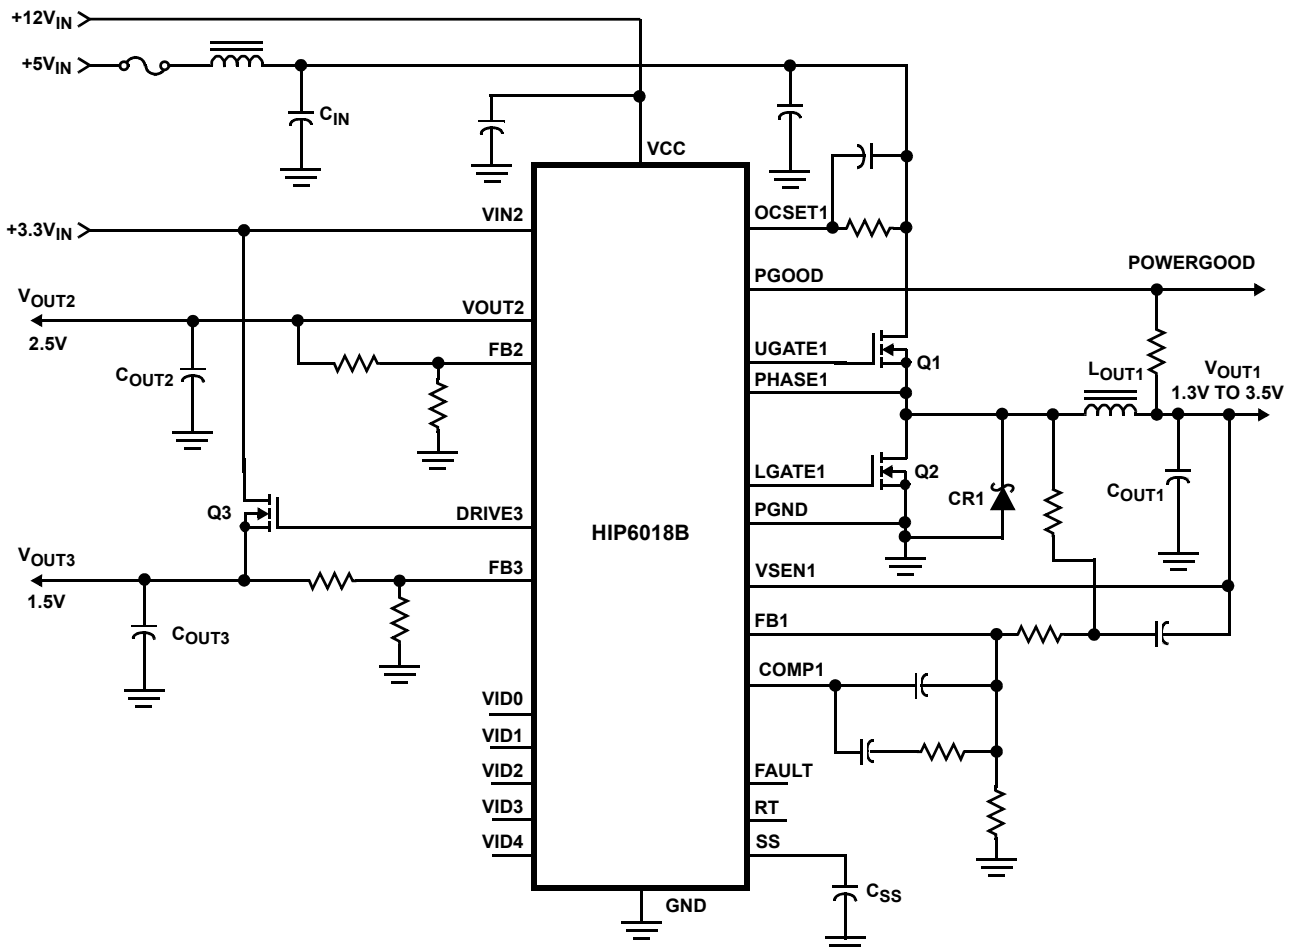 +12VIN
+5VIN
CIN
VCC
+3.3VIN
VIN2
OCSET1
PGOOD
POWERGOOD
VOUT2
2.5V
VOUT2
FB2
COUT2
UGATE1
Q1
PHASE1
LOUT1
VOUT1
1.3V TO 3.5V
LGATE1
Q2
CR1
COUT1
PGND
Q3
DRIVE3
HIP6018B
VOUT3
1.5V
FB3
VSEN1
COUT3
FB1
COMP1
VID0
VID1
VID2
VID3
VID4
FAULT
RT
SS
CSS
GND